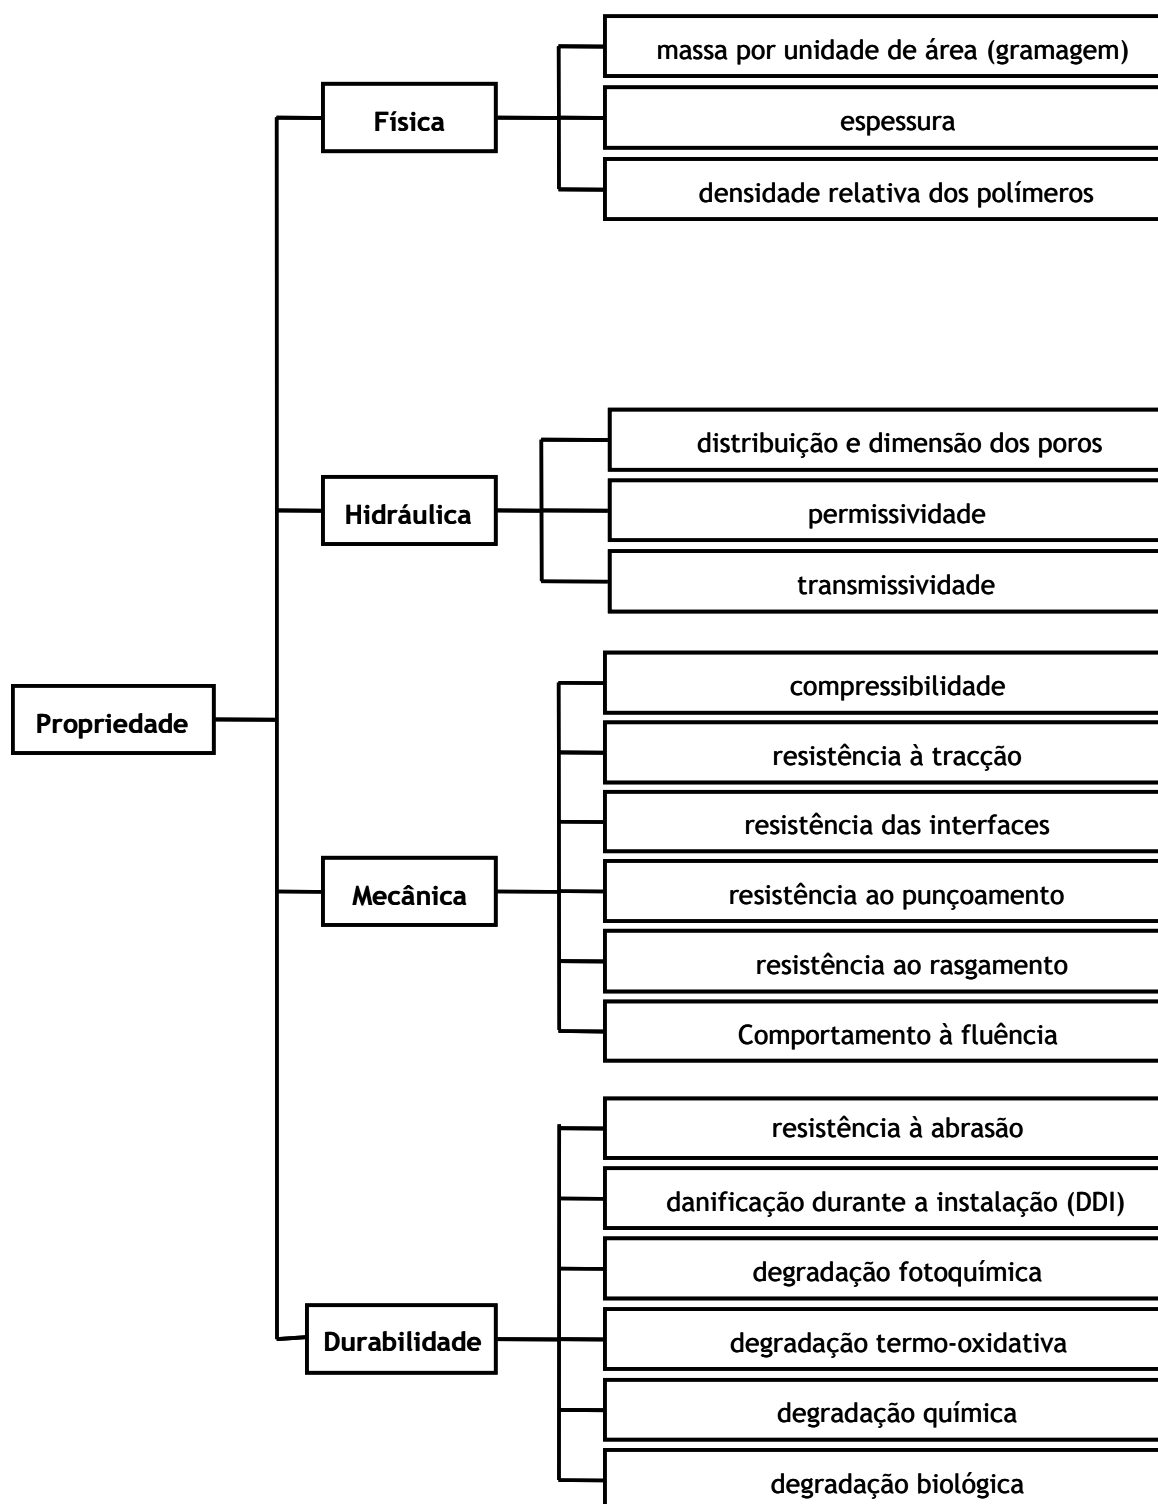 Propriedade
Física
massa por unidade de área (gramagem)
espessura
densidade relativa dos polímeros
Hidráulica
distribuição e dimensão dos poros
permissividade
transmissividade
Mecânica
compressibilidade
resistência à tracção
resistência das interfaces
resistência ao punçoamento
resistência ao rasgamento
Comportamento à fluência
Durabilidade
resistência à abrasão
danificação durante a instalação (DDI)
degradação fotoquímica
degradação termo-oxidativa
degradação química
degradação biológica